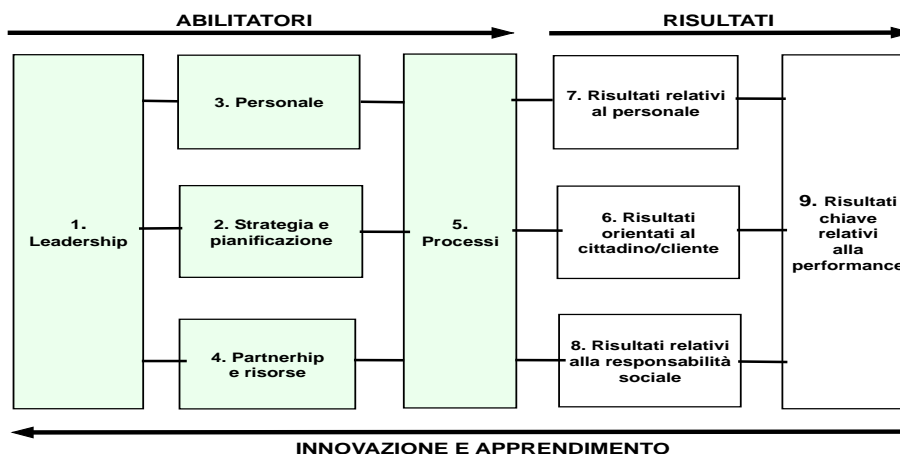 ABILITATORI
RISULTATI
1.
Leadership
3. Personale
2. Strategia e
pianificazione
4. Partnerhip
e risorse
5.
Processi
7. Risultati relativi
al personale
6. Risultati
orientati al
cittadino/cliente
8. Risultati relativi
alla responsabilità
sociale
9. Risultati
chiave
relativi
alla
performance
INNOVAZIONE E APPRENDIMENTO